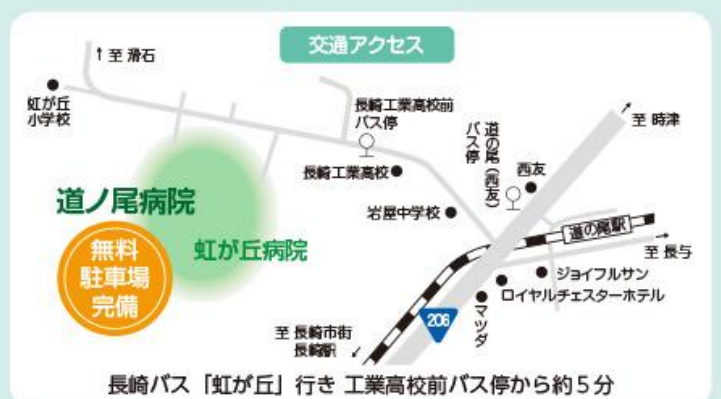 交通アクセス
↑至 滑石
虹が丘
小学校
長崎工業高校前
バス停
道の尾（西友）
バス停
至 時津
西友
長崎工業高校
岩屋中学校
道ノ尾病院
虹が丘病院
無料
駐車場
完備
道の尾駅
至 長与
ジョイフルサン
ロイヤルチェスターホテル
マツダ
206
至 長崎市街
長崎駅
長崎バス「虹が丘」行き 工業高校前バス停から約5分